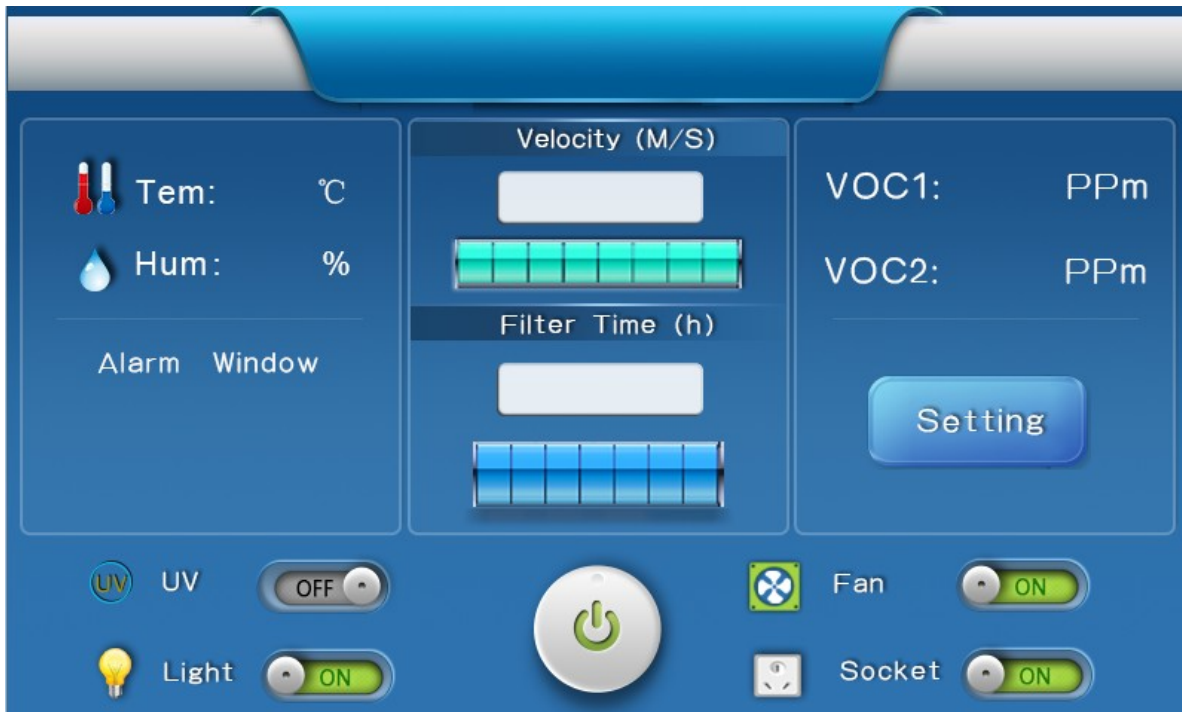 Velocity (M/S)
Tem: ℃
Hum: %
Alarm Window
Filter Time (h)
VOC1: PPm
VOC2: PPm
Setting
UV UV OFF
Light ON
Fan ON
Socket ON